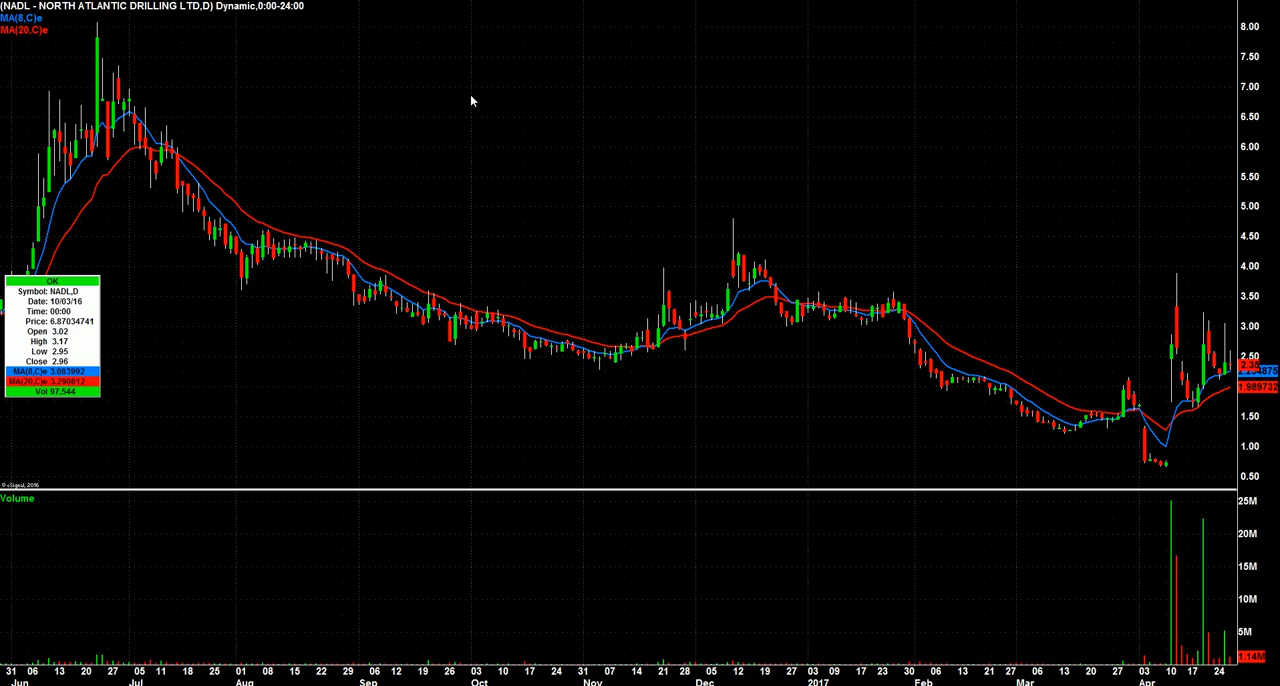 (NADL - NORTH ATLANTIC DRILLING LTD,D) Dynamic,0:00-24:00
MA(8,C)e
MA(20,C)e
8.00
7.50
7.00
6.50
6.00
5.50
5.00
4.50
4.00
3.50
3.00
2.50
1.989732
1.50
1.00
0.50
OK
Symbol: NADL,D
Date: 10/03/16
Time: 00:00
Price: 6.87034741
Open 3.02
High 3.17
Low 2.95
Close 2.96
MA(8,C)e 3.083992
MA(20,C)e 3.290812
Vol 97,544
© eSignal, 2016
Volume
25M
20M
15M
10M
5M
1.14M
31 06 13 20 27 05 11 18 25 01 08 15 22 29 06 12 19 26 03 10 17 24 31 07 14 21 28 05 12 19 27 03 09 17 23 30 06 13 21 27 06 13 20 27 03 10 17 24
Jun Jul Aug Sep Oct Nov Dec 2017 Feb Mar Apr